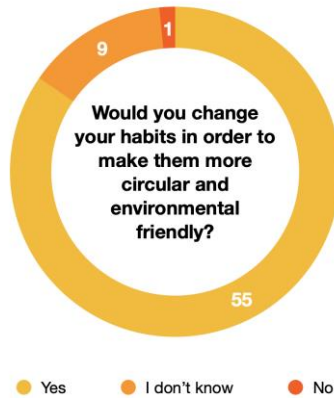 1
9
Would you change
your habits in order to
make them more
circular and
environmental
friendly?
55
Yes I don't know No